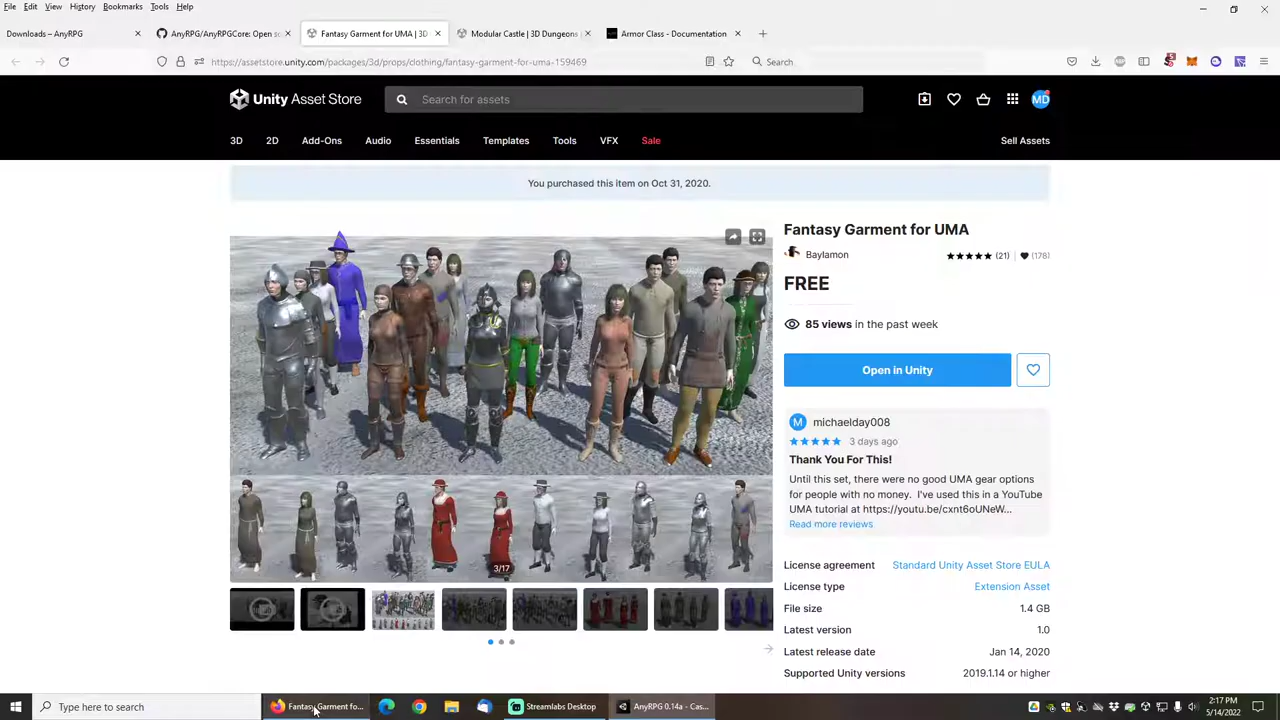 File Edit View History Bookmarks Tools Help
Downloads – AnyRPG
AnyRPG/AnyRPGCore: Open so
Fantasy Garment for UMA | 3D
Modular Castle | 3D Dungeons
Armor Class - Documentation
https://assetstore.unity.com/packages/3d/props/clothing/fantasy-garment-for-uma-159469
Search
Unity Asset Store
Search for assets
MD
3D 2D Add-Ons Audio Essentials Templates Tools VFX Sale Sell Assets
You purchased this item on Oct 31, 2020.
Fantasy Garment for UMA
Baylamon
(21) | (178)
FREE
85 views in the past week
Open in Unity
M michaelday008
3 days ago
Thank You For This!
Until this set, there were no good UMA gear options
for people with no money. I've used this in a YouTube
UMA tutorial at https://youtu.be/cxnt6oUNeW...
Read more reviews
3/17
License agreement Standard Unity Asset Store EULA
License type Extension Asset
File size 1.4 GB
Latest version 1.0
Latest release date Jan 14, 2020
Supported Unity versions 2019.1.14 or higher
Type here to search
Fantasy Garment fo...
Streamlabs Desktop
AnyRPG 0.14a - Cas...
2:17 PM
5/14/2022